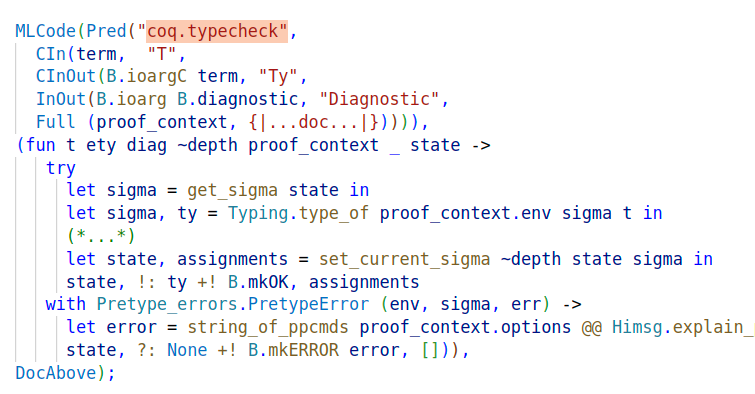 MLCode(Pred("coq.typecheck",
  CIn(term,  "T",
  CInOut(B.ioargC term, "Ty",
  InOut(B.ioarg B.diagnostic, "Diagnostic",
  Full (proof_context, {|...doc...|})))),
(fun t ety diag ~depth proof_context _ state ->
   try
     let sigma = get_sigma state in
     let sigma, ty = Typing.type_of proof_context.env sigma t in
     (*...*)
     let state, assignments = set_current_sigma ~depth state sigma in
     state, !: ty +! B.mkOK, assignments
   with Pretype_errors.PretypeError (env, sigma, err) ->
     let error = string_of_ppcmds proof_context.options @@ Himsg.explain_
     state, ?: None +! B.mkERROR error, [])),
DocAbove);